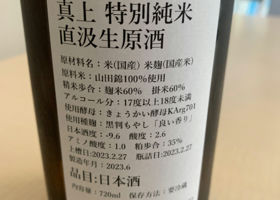 真上 特別純米
直汲生原酒
原材料名：米(国産) 米麹(国産米)
原料米：山田錦100%使用
精米歩合：麹米60% 掛米60%
アルコール分：17度以上18度未満
使用酵母：きょうかい酵母KArg701
使用種麹：黒判もやし「良い香り」
日本酒度：-9.6 酸度：2.6
アミノ酸度：1.0 粕歩合：35%
上槽日：2023.2.27 瓶詰日：2023.2.27
製造年月：2023.6
品目：日本酒
内容量：720ml 保存方法：要冷蔵